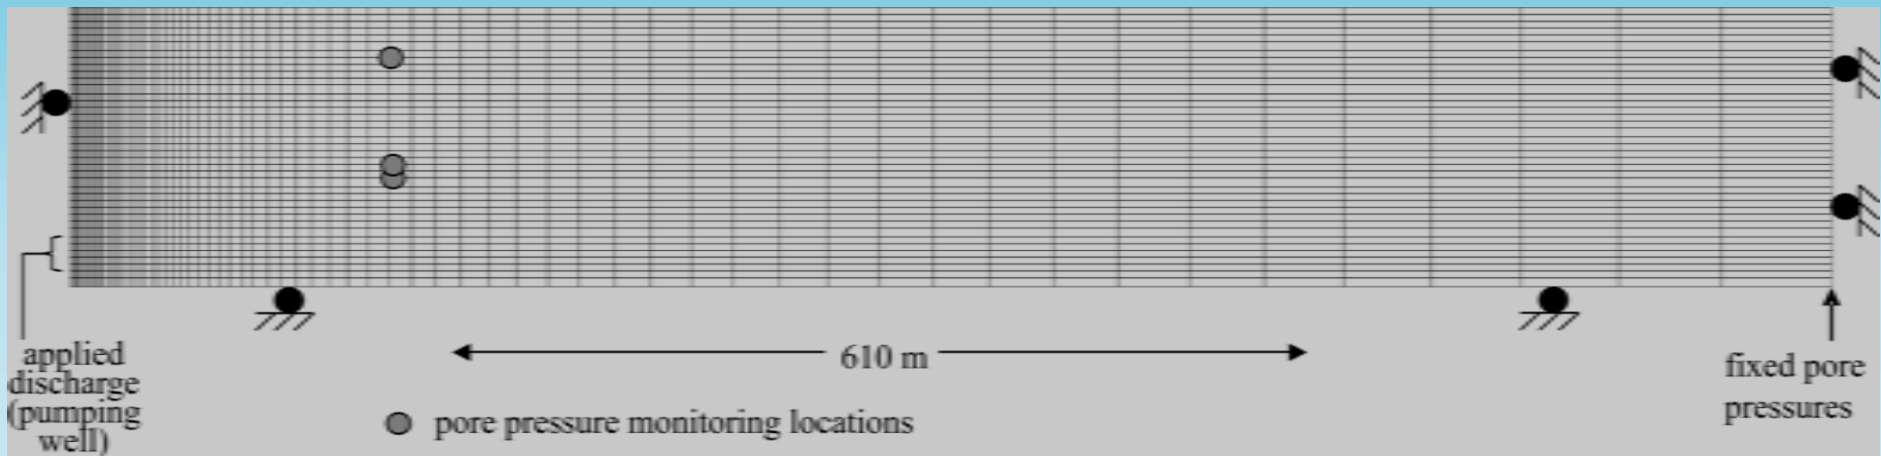 610 m
applied
discharge
(pumping
well)
fixed pore
pressures
pore pressure monitoring locations